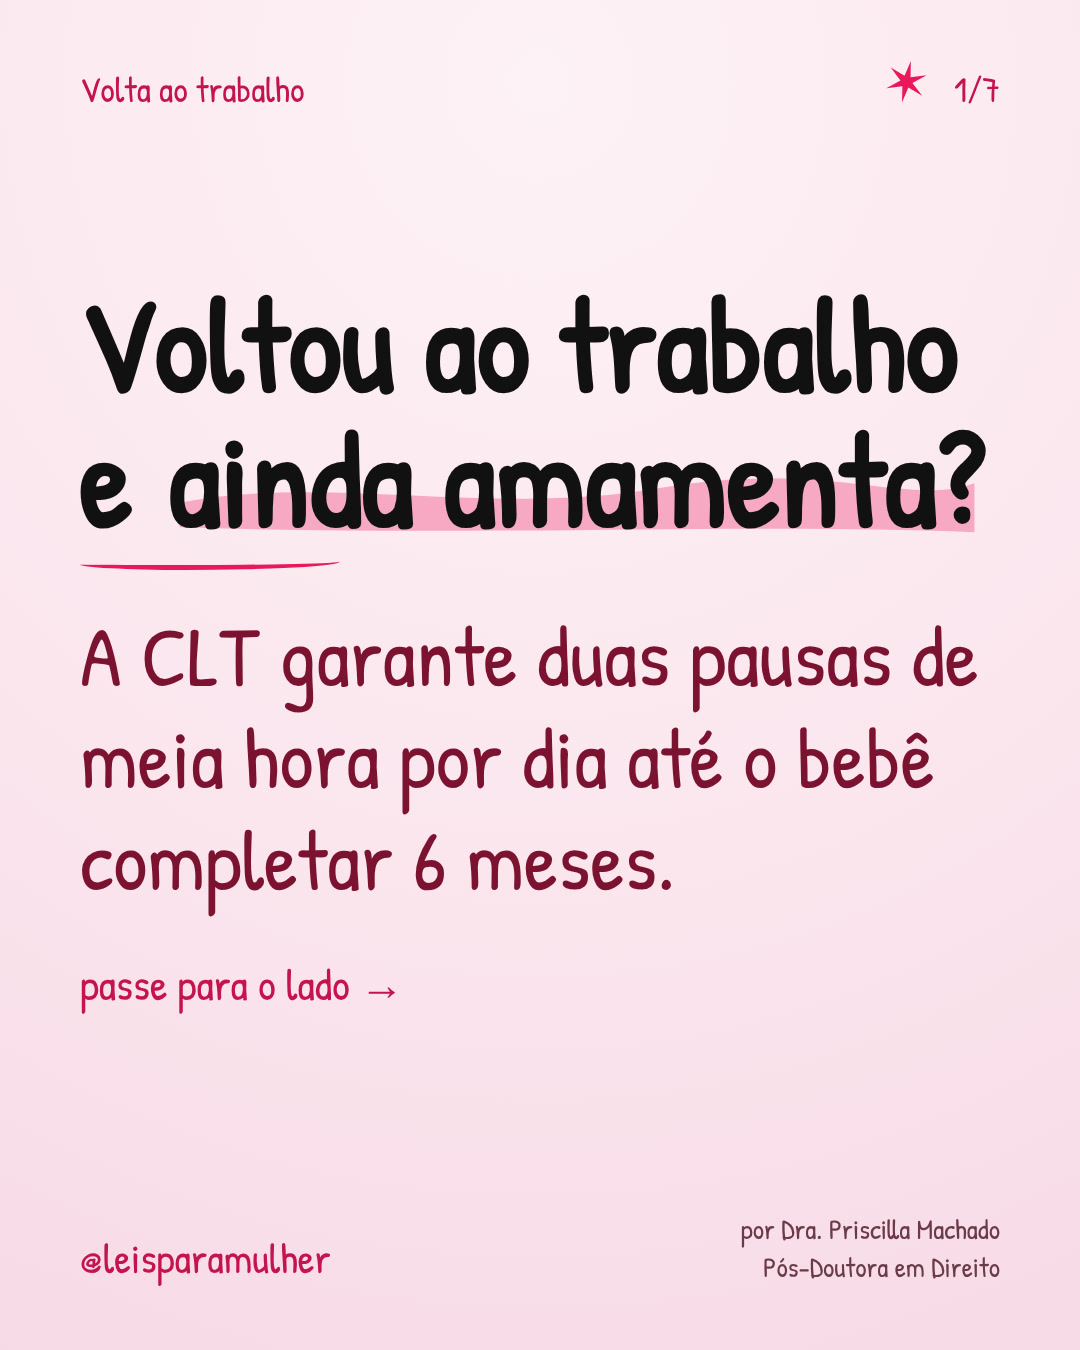 Volta ao trabalho
1/7
Voltou ao trabalho
e ainda amamenta?
A CLT garante duas pausas de
meia hora por dia até o bebê
completar 6 meses.
passe para o lado →
@leisparamulher
por Dra. Priscilla Machado
Pós-Doutora em Direito